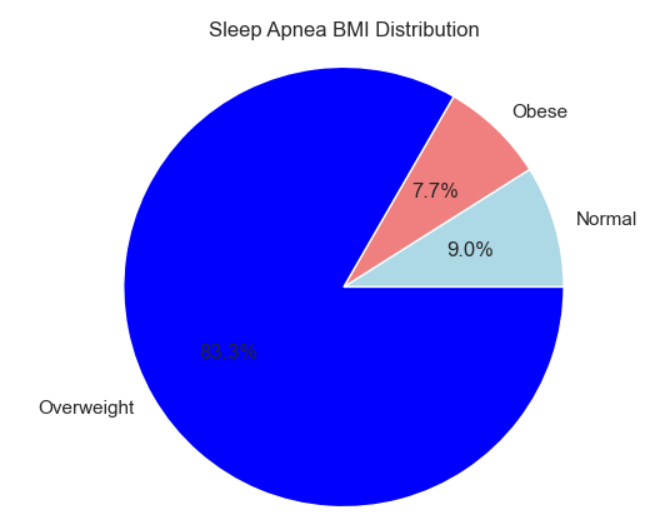 Sleep Apnea BMI Distribution
Obese
7.7%
Normal
9.0%
83.3%
Overweight